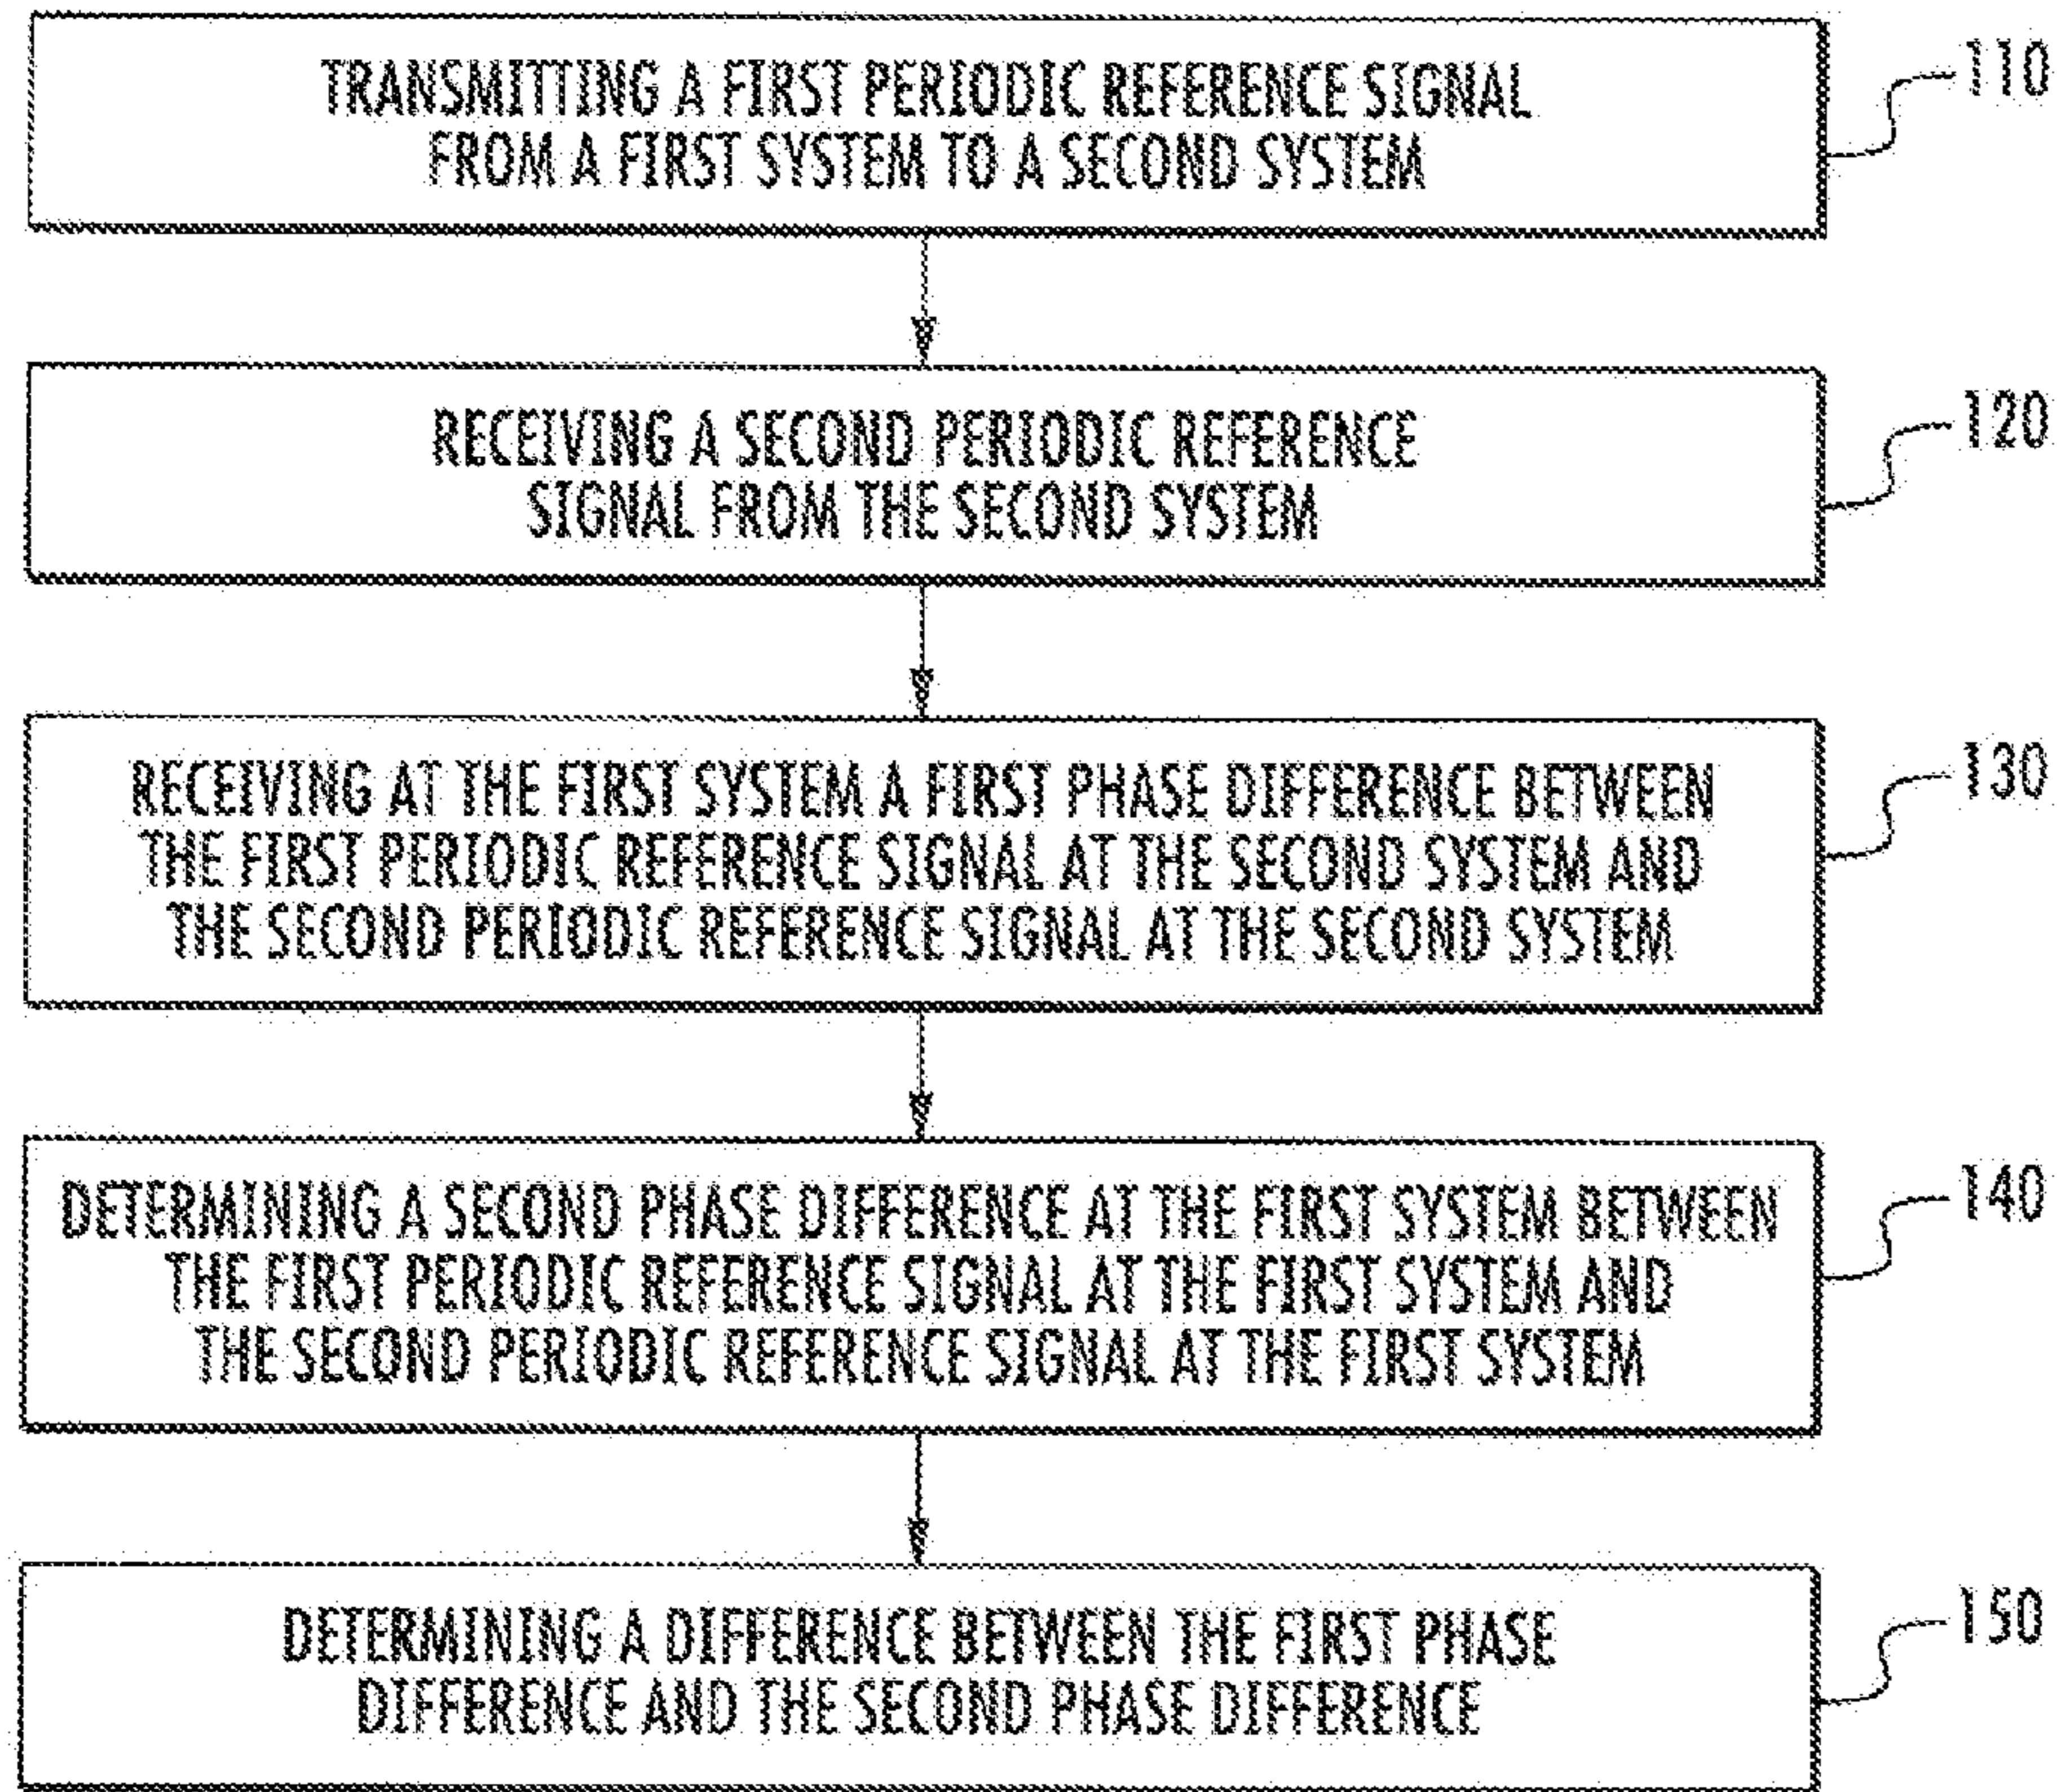 TRANSMITTING A FIRST PERIODIC REFERENCE SIGNAL
FROM A FIRST SYSTEM TO A SECOND SYSTEM
110
RECEIVING A SECOND PERIODIC REFERENCE
SIGNAL FROM THE SECOND SYSTEM
120
RECEIVING AT THE FIRST SYSTEM A FIRST PHASE DIFFERENCE BETWEEN
THE FIRST PERIODIC REFERENCE SIGNAL AT THE SECOND SYSTEM AND
THE SECOND PERIODIC REFERENCE SIGNAL AT THE SECOND SYSTEM
130
DETERMINING A SECOND PHASE DIFFERENCE AT THE FIRST SYSTEM BETWEEN
THE FIRST PERIODIC REFERENCE SIGNAL AT THE FIRST SYSTEM AND
THE SECOND PERIODIC REFERENCE SIGNAL AT THE FIRST SYSTEM
140
DETERMINING A DIFFERENCE BETWEEN THE FIRST PHASE
DIFFERENCE AND THE SECOND PHASE DIFFERENCE
150